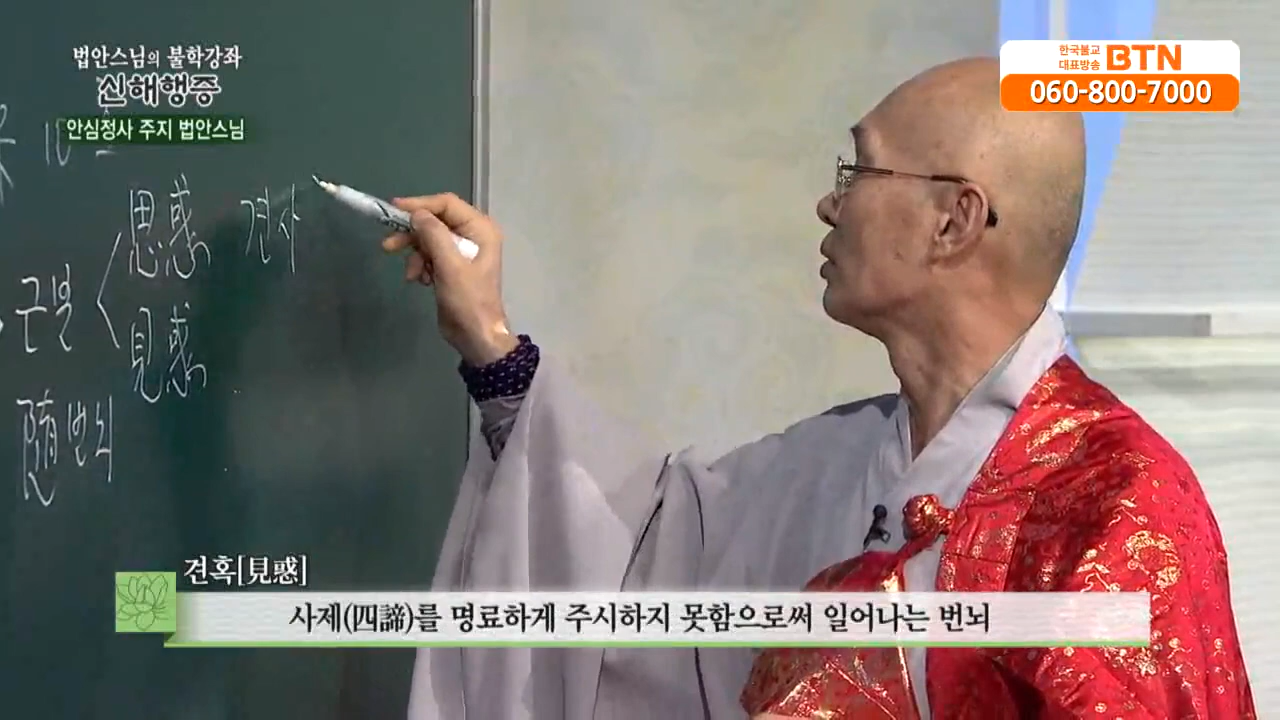 법안스님의 불학강좌
신해행증
안심정사 주지 법안스님
한국불교
대표방송 BTN
060-800-7000
10
思惑 견사
근본
見惑
随번뇌
견혹[見惑]
사제(四諦)를 명료하게 주시하지 못함으로써 일어나는 번뇌